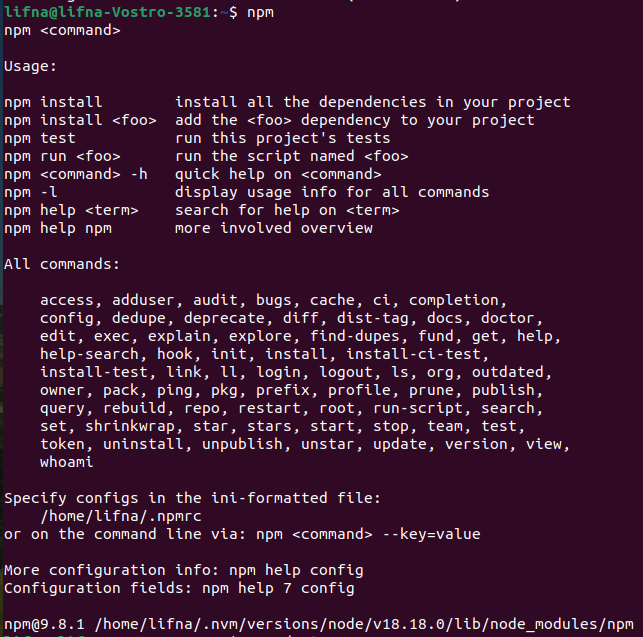 lifna@lifna-Vostro-3581:~$ npm
npm <command>

Usage:

npm install        install all the dependencies in your project
npm install <foo>  add the <foo> dependency to your project
npm test           run this project's tests
npm run <foo>      run the script named <foo>
npm <command> -h   quick help on <command>
npm -l             display usage info for all commands
npm help <term>    search for help on <term>
npm help npm       more involved overview

All commands:

    access, adduser, audit, bugs, cache, ci, completion,
    config, dedupe, deprecate, diff, dist-tag, docs, doctor,
    edit, exec, explain, explore, find-dupes, fund, get, help,
    help-search, hook, init, install, install-ci-test,
    install-test, link, ll, login, logout, ls, org, outdated,
    owner, pack, ping, pkg, prefix, profile, prune, publish,
    query, rebuild, repo, restart, root, run-script, search,
    set, shrinkwrap, star, stars, start, stop, team, test,
    token, uninstall, unpublish, unstar, update, version, view,
    whoami

Specify configs in the ini-formatted file:
    /home/lifna/.npmrc
or on the command line via: npm <command> --key=value

More configuration info: npm help config
Configuration fields: npm help 7 config

npm@9.8.1 /home/lifna/.nvm/versions/node/v18.18.0/lib/node_modules/npm